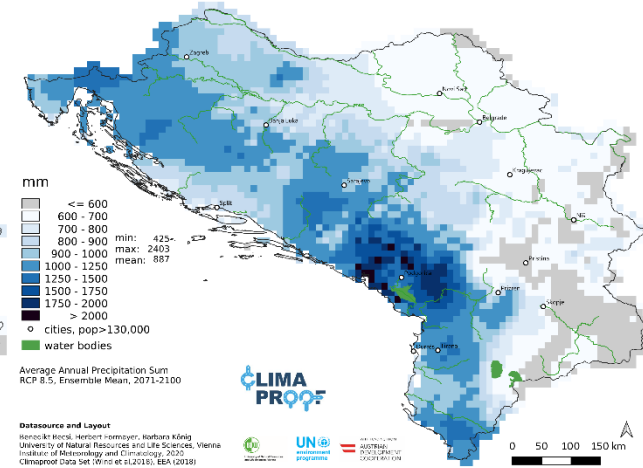 Zagreb
Novi Sad
Banja Luka
Belgrade
Kragujevac
Sarajevo
Split
Niš
Pristina
Podgorica
Prizren
Skopje
Durrës
Tirana
mm
<= 600
600 - 700
700 - 800
800 - 900
900 - 1000
1000 - 1250
1250 - 1500
1500 - 1750
1750 - 2000
> 2000
min: 425
max: 2403
mean: 887
cities, pop>130,000
water bodies
Average Annual Precipitation Sum
RCP 8.5, Ensemble Mean, 2071-2100
CLIMA
PROOF
Datasource and Layout
Benedikt Becsi, Herbert Formayer, Barbara König
University of Natural Resources and Life Sciences, Vienna
Institute of Meteorology and Climatology, 2020
Climaproof Data Set (Wind et al,2018), EEA (2018)
UN
environment
programme
AUSTRIAN
DEVELOPMENT
COOPERATION
0 50 100 150 km